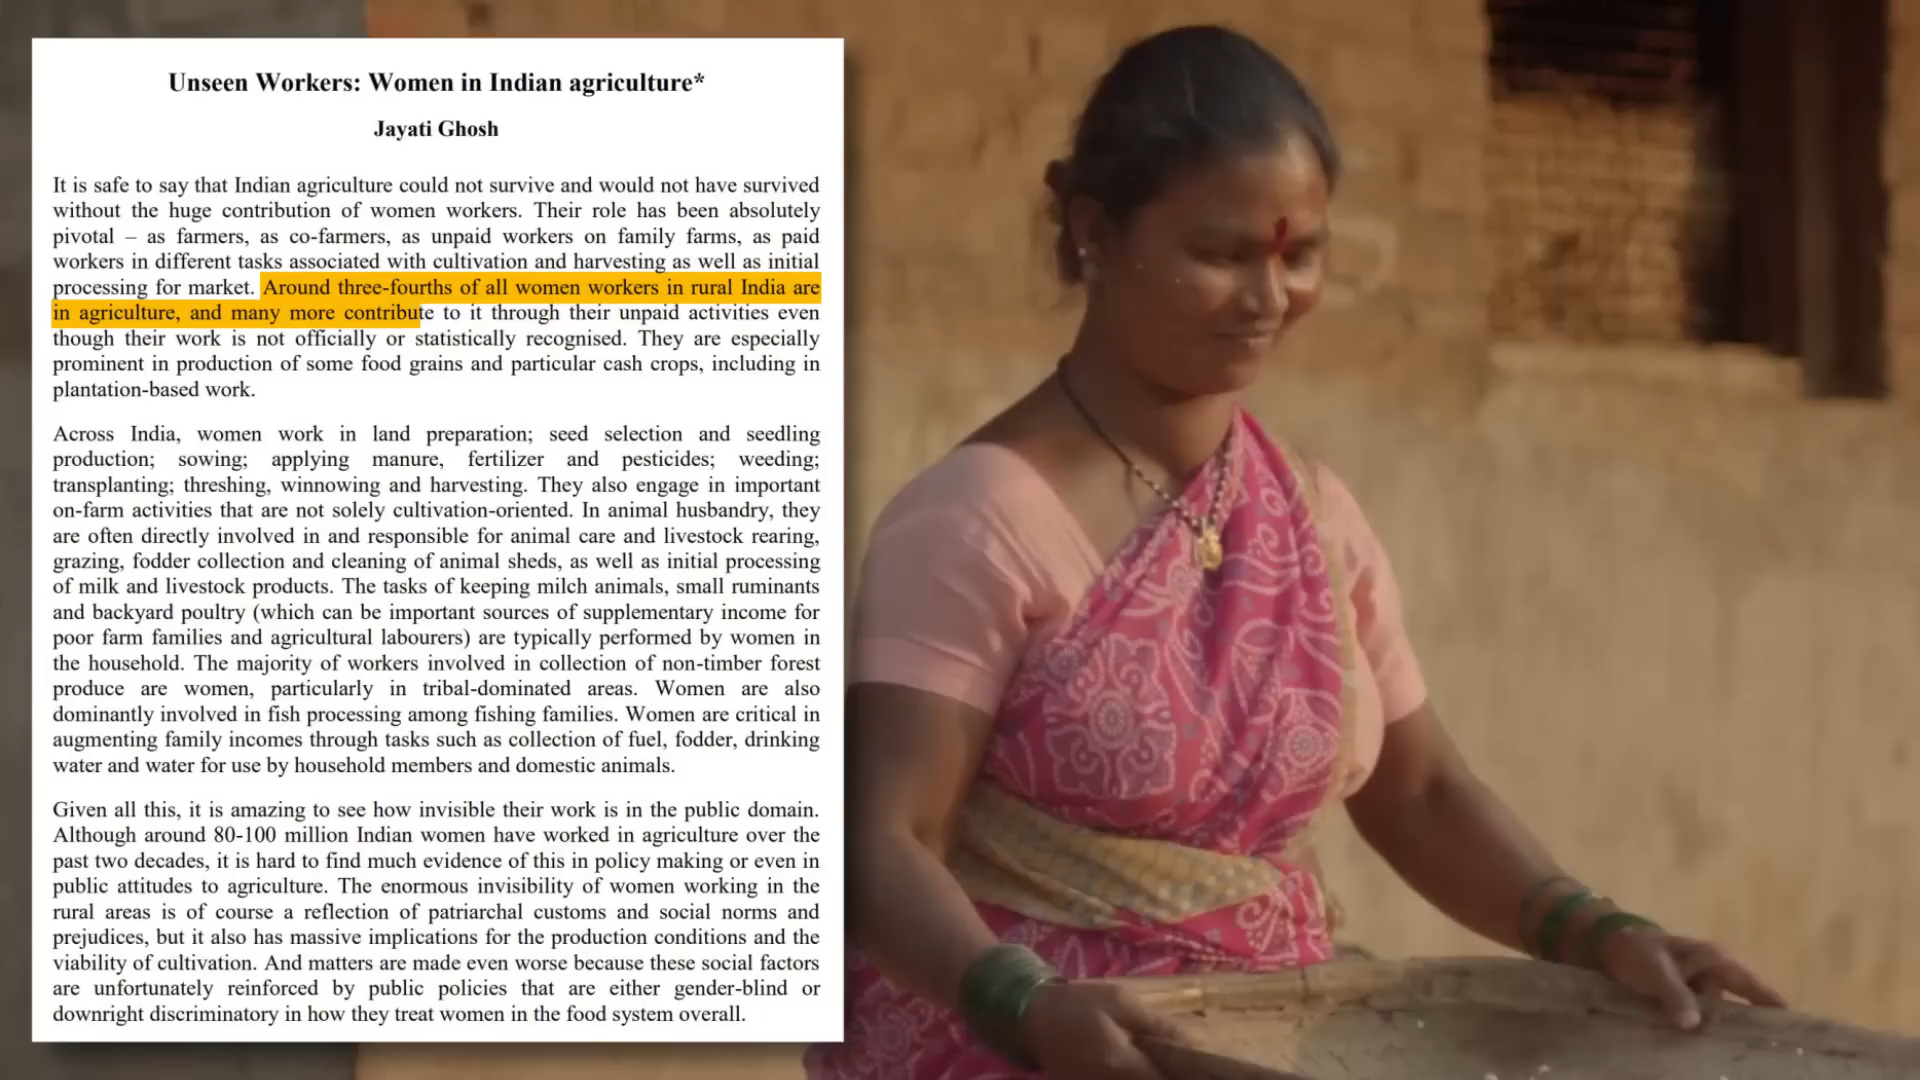 Unseen Workers: Women in Indian agriculture*
Jayati Ghosh
It is safe to say that Indian agriculture could not survive and would not have survived
without the huge contribution of women workers. Their role has been absolutely
pivotal – as farmers, as co-farmers, as unpaid workers on family farms, as paid
workers in different tasks associated with cultivation and harvesting as well as initial
processing for market. Around three-fourths of all women workers in rural India are
in agriculture, and many more contribute to it through their unpaid activities even
though their work is not officially or statistically recognised. They are especially
prominent in production of some food grains and particular cash crops, including in
plantation-based work.
Across India, women work in land preparation; seed selection and seedling
production; sowing; applying manure, fertilizer and pesticides; weeding;
transplanting; threshing, winnowing and harvesting. They also engage in important
on-farm activities that are not solely cultivation-oriented. In animal husbandry, they
are often directly involved in and responsible for animal care and livestock rearing,
grazing, fodder collection and cleaning of animal sheds, as well as initial processing
of milk and livestock products. The tasks of keeping milch animals, small ruminants
and backyard poultry (which can be important sources of supplementary income for
poor farm families and agricultural labourers) are typically performed by women in
the household. The majority of workers involved in collection of non-timber forest
produce are women, particularly in tribal-dominated areas. Women are also
dominantly involved in fish processing among fishing families. Women are critical in
augmenting family incomes through tasks such as collection of fuel, fodder, drinking
water and water for use by household members and domestic animals.
Given all this, it is amazing to see how invisible their work is in the public domain.
Although around 80-100 million Indian women have worked in agriculture over the
past two decades, it is hard to find much evidence of this in policy making or even in
public attitudes to agriculture. The enormous invisibility of women working in the
rural areas is of course a reflection of patriarchal customs and social norms and
prejudices, but it also has massive implications for the production conditions and the
viability of cultivation. And matters are made even worse because these social factors
are unfortunately reinforced by public policies that are either gender-blind or
downright discriminatory in how they treat women in the food system overall.